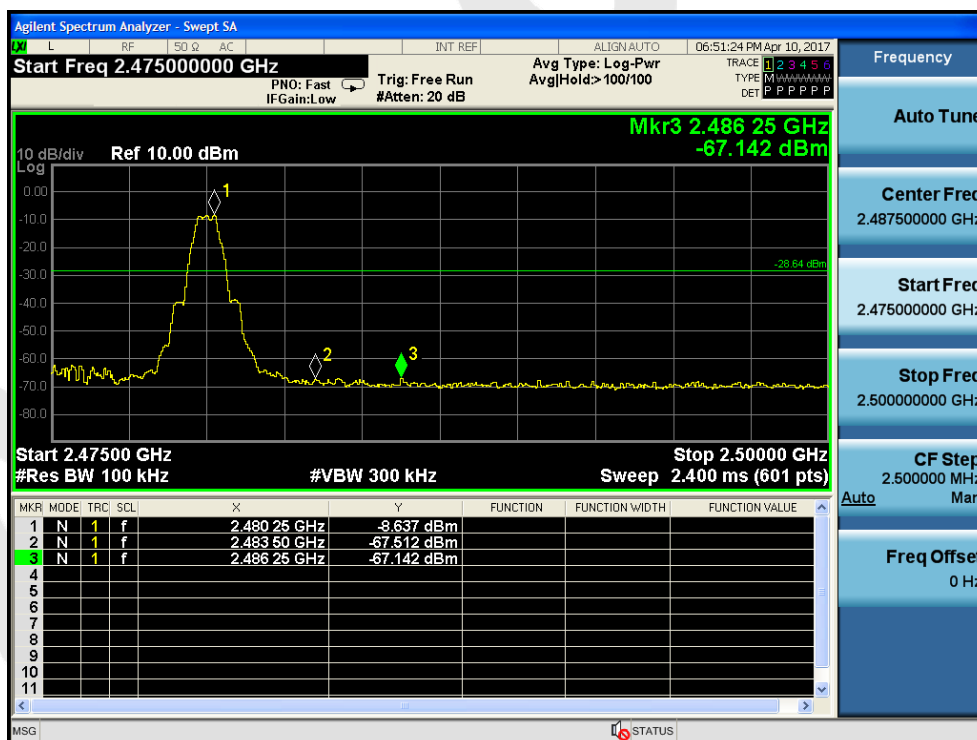 Agilent Spectrum Analyzer - Swept SA
LXI L RF 50 Ω AC INT REF ALIGN AUTO 06:51:24 PM Apr 10, 2017
Start Freq 2.475000000 GHz
PNO: Fast
IFGain:Low
Trig: Free Run
#Atten: 20 dB
Avg Type: Log-Pwr
Avg|Hold:>100/100
TRACE 1 2 3 4 5 6
TYPE M
DET P P P P P P
Mkr3 2.486 25 GHz
-67.142 dBm
10 dB/div Ref 10.00 dBm
Log
0.00
-10.0
-20.0
-30.0
-40.0
-50.0
-60.0
-70.0
-80.0
1
2
3
-28.64 dBm
Start 2.47500 GHz Stop 2.50000 GHz
#Res BW 100 kHz #VBW 300 kHz Sweep 2.400 ms (601 pts)
MKR MODE TRC SCL X Y FUNCTION FUNCTION WIDTH FUNCTION VALUE
1 N 1 f 2.480 25 GHz -8.637 dBm
2 N 1 f 2.483 50 GHz -67.512 dBm
3 N 1 f 2.486 25 GHz -67.142 dBm
4
5
6
7
8
9
10
11
MSG STATUS
Frequency
Auto Tune
Center Freq
2.487500000 GHz
Start Freq
2.475000000 GHz
Stop Freq
2.500000000 GHz
CF Step
2.500000 MHz
Auto Man
Freq Offset
0 Hz